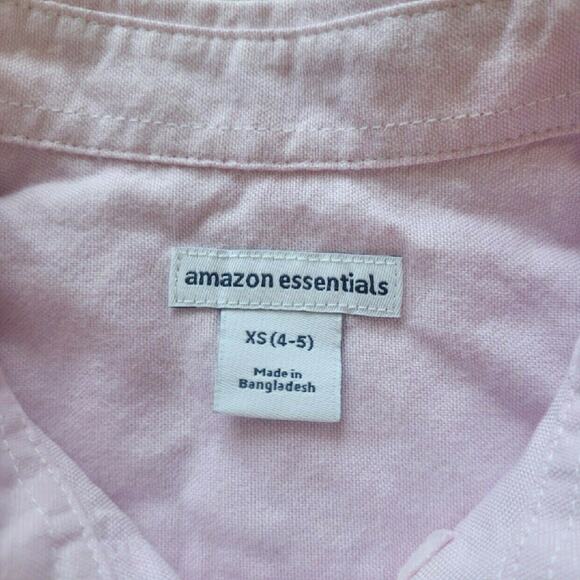 amazon essentials
XS (4-5)
Made in
Bangladesh